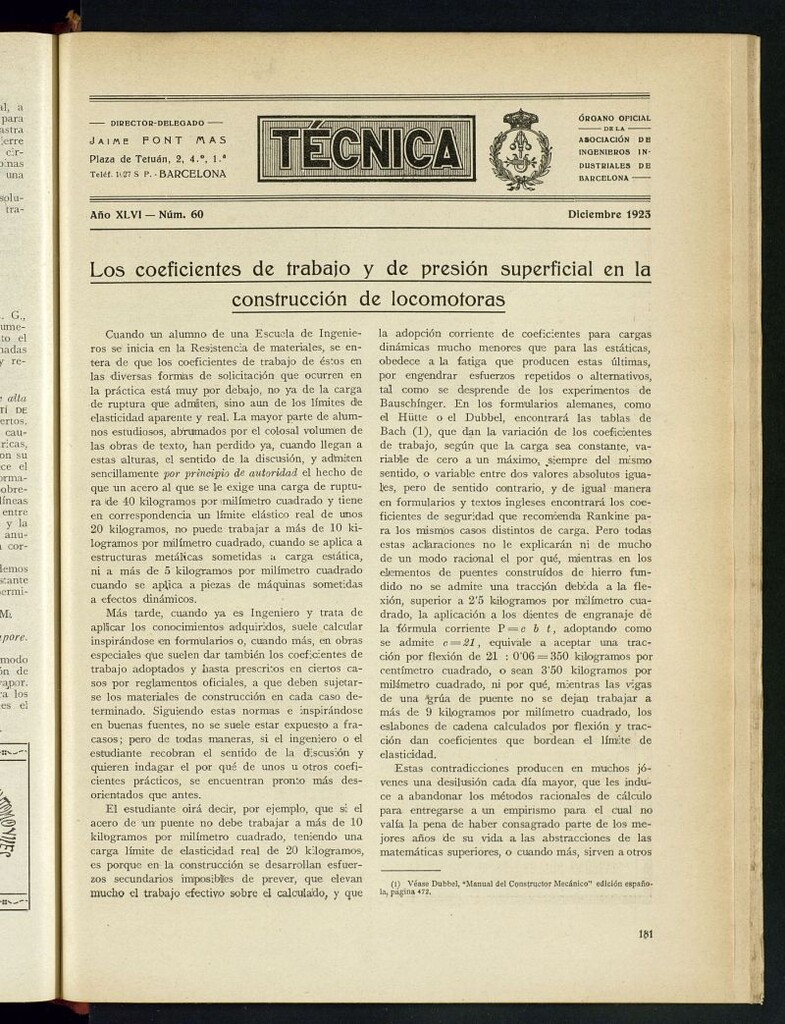 DIRECTOR-DELEGADO
JAIME FONT MAS
Plaza de Tetuán, 2, 4.º, 1.ª
Teléf. 1027 S P. - BARCELONA
TÉCNICA
ÓRGANO OFICIAL
DE LA
ASOCIACIÓN DE
INGENIEROS IN-
DUSTRIALES DE
BARCELONA
Año XLVI — Núm. 60
Diciembre 1923
Los coeficientes de trabajo y de presión superficial en la
construcción de locomotoras
Cuando un alumno de una Escuela de Ingenie-
ros se inicia en la Resistencia de materiales, se en-
tera de que los coeficientes de trabajo de éstos en
las diversas formas de solicitación que ocurren en
la práctica está muy por debajo, no ya de la carga
de ruptura que admiten, sino aun de los límites de
elasticidad aparente y real. La mayor parte de alum-
nos estudiosos, abrumados por el colosal volumen de
las obras de texto, han perdido ya, cuando llegan a
estas alturas, el sentido de la discusión, y admiten
sencillamente por principio de autoridad el hecho de
que un acero al que se le exige una carga de ruptu-
ra de 40 kilogramos por milímetro cuadrado y tiene
en correspondencia un límite elástico real de unos
20 kilogramos, no puede trabajar a más de 10 ki-
logramos por milímetro cuadrado, cuando se aplica a
estructuras metálicas sometidas a carga estática,
ni a más de 5 kilogramos por milímetro cuadrado
cuando se aplica a piezas de máquinas sometidas
a efectos dinámicos.
Más tarde, cuando ya es Ingeniero y trata de
aplicar los conocimientos adquiridos, suele calcular
inspirándose en formularios o, cuando más, en obras
especiales que suelen dar también los coeficientes de
trabajo adoptados y hasta prescritos en ciertos ca-
sos por reglamentos oficiales, a que deben sujetar-
se los materiales de construcción en cada caso de-
terminado. Siguiendo estas normas e inspirándose
en buenas fuentes, no se suele estar expuesto a fra-
casos; pero de todas maneras, si el ingeniero o el
estudiante recobran el sentido de la discusión y
quieren indagar el por qué de unos u otros coefi-
cientes prácticos, se encuentran pronto más des-
orientados que antes.
El estudiante oirá decir, por ejemplo, que si el
acero de un puente no debe trabajar a más de 10
kilogramos por milímetro cuadrado, teniendo una
carga límite de elasticidad real de 20 kilogramos,
es porque en la construcción se desarrollan esfuer-
zos secundarios imposibles de prever, que elevan
mucho el trabajo efectivo sobre el calculado, y que
la adopción corriente de coeficientes para cargas
dinámicas mucho menores que para las estáticas,
obedece a la fatiga que producen estas últimas,
por engendrar esfuerzos repetidos o alternativos,
tal como se desprende de los experimentos de
Bauschinger. En los formularios alemanes, como
el Hütte o el Dubbel, encontrará las tablas de
Bach (1), que dan la variación de los coeficientes
de trabajo, según que la carga sea constante, va-
riable de cero a un máximo, siempre del mismo
sentido, o variable entre dos valores absolutos igua-
les, pero de sentido contrario, y de igual manera
en formularios y textos ingleses encontrará los coe-
ficientes de seguridad que recomienda Rankine pa-
ra los mismos casos distintos de carga. Pero todas
estas aclaraciones no le explicarán ni de mucho
de un modo racional el por qué, mientras en los
elementos de puentes construídos de hierro fun-
dido no se admite una tracción debida a la fle-
xión, superior a 2'5 kilogramos por milímetro cua-
drado, la aplicación a los dientes de engranaje de
la fórmula corriente P = c b t, adoptando como
se admite c = 21, equivale a aceptar una trac-
ción por flexión de 21 : 0'06 = 350 kilogramos por
centímetro cuadrado, o sean 3'50 kilogramos por
milámetro cuadrado, ni por qué, mientras las vigas
de una grúa de puente no se dejan trabajar a
más de 9 kilogramos por milímetro cuadrado, los
eslabones de cadena calculados por flexión y trac-
ción dan coeficientes que bordean el límite de
elasticidad.
Estas contradicciones producen en muchos jó-
venes una desilusión cada día mayor, que les indu-
ce a abandonar los métodos racionales de cálculo
para entregarse a un empirismo para el cual no
valía la pena de haber consagrado parte de los me-
jores años de su vida a las abstracciones de las
matemáticas superiores, o cuando más, sirven a otros
(1) Véase Dubbel, "Manual del Constructor Mecánico" edición españo-
la, página 472.
181